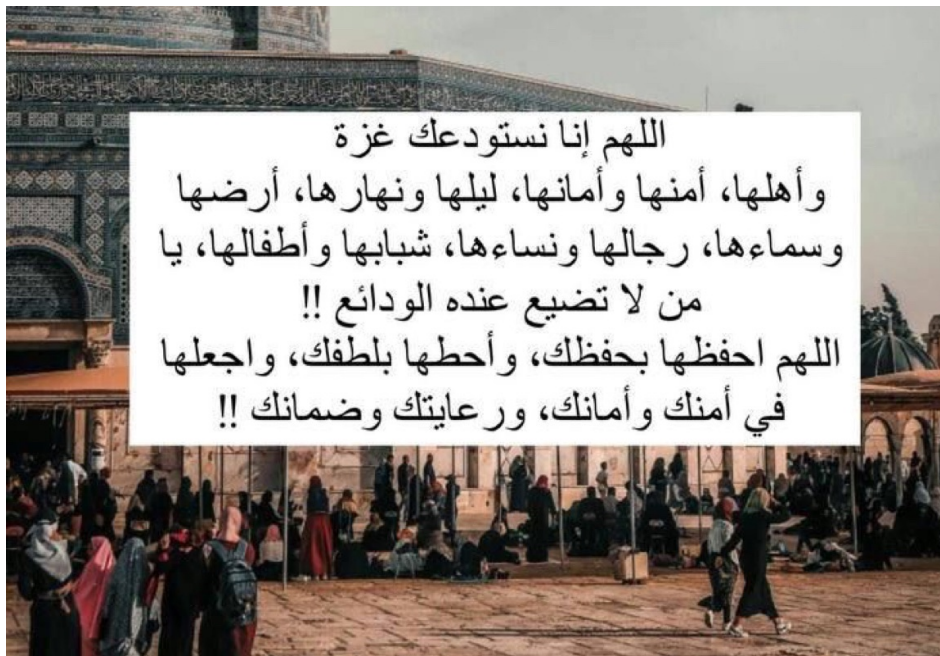 اللهم إنا نستودعك غزة
وأهلها، أمنها وأمانها، ليلها ونهارها، أرضها
وسماءها، رجالها ونساءها، شبابها وأطفالها، يا
من لا تضيع عنده الودائع !!
اللهم احفظها بحفظك، وأحطها بلطفك، واجعلها
في أمنك وأمانك، ورعايتك وضمانك !!